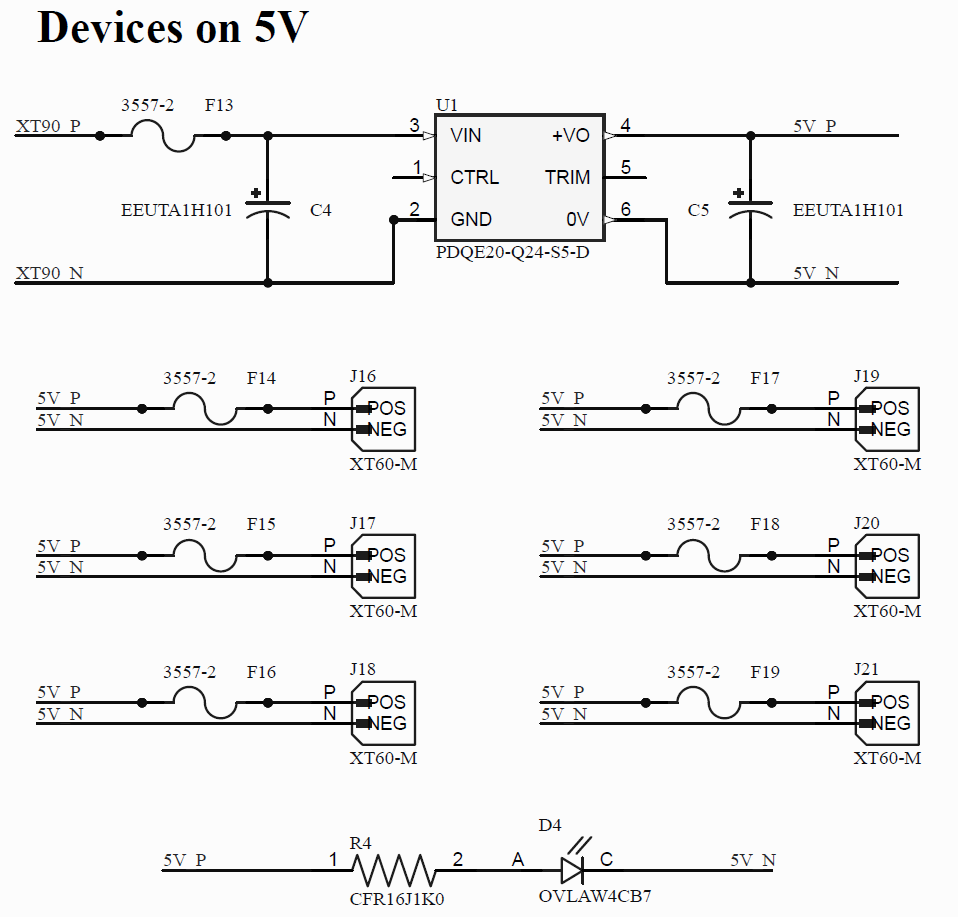 Devices on 5V
3557-2 F13 U1
XT90_P 3 VIN +VO 4 5V_P
1 CTRL TRIM 5
EEUTA1H101 C4 2 GND 0V 6 C5 EEUTA1H101
PDQE20-Q24-S5-D
XT90_N 5V_N
3557-2 F14 J16 3557-2 F17 J19
5V_P P POS 5V_P P POS
5V_N N NEG 5V_N N NEG
XT60-M XT60-M
3557-2 F15 J17 3557-2 F18 J20
5V_P P POS 5V_P P POS
5V_N N NEG 5V_N N NEG
XT60-M XT60-M
3557-2 F16 J18 3557-2 F19 J21
5V_P P POS 5V_P P POS
5V_N N NEG 5V_N N NEG
XT60-M XT60-M
R4 D4
5V_P 1 2 A C 5V_N
CFR16J1K0 OVLAW4CB7